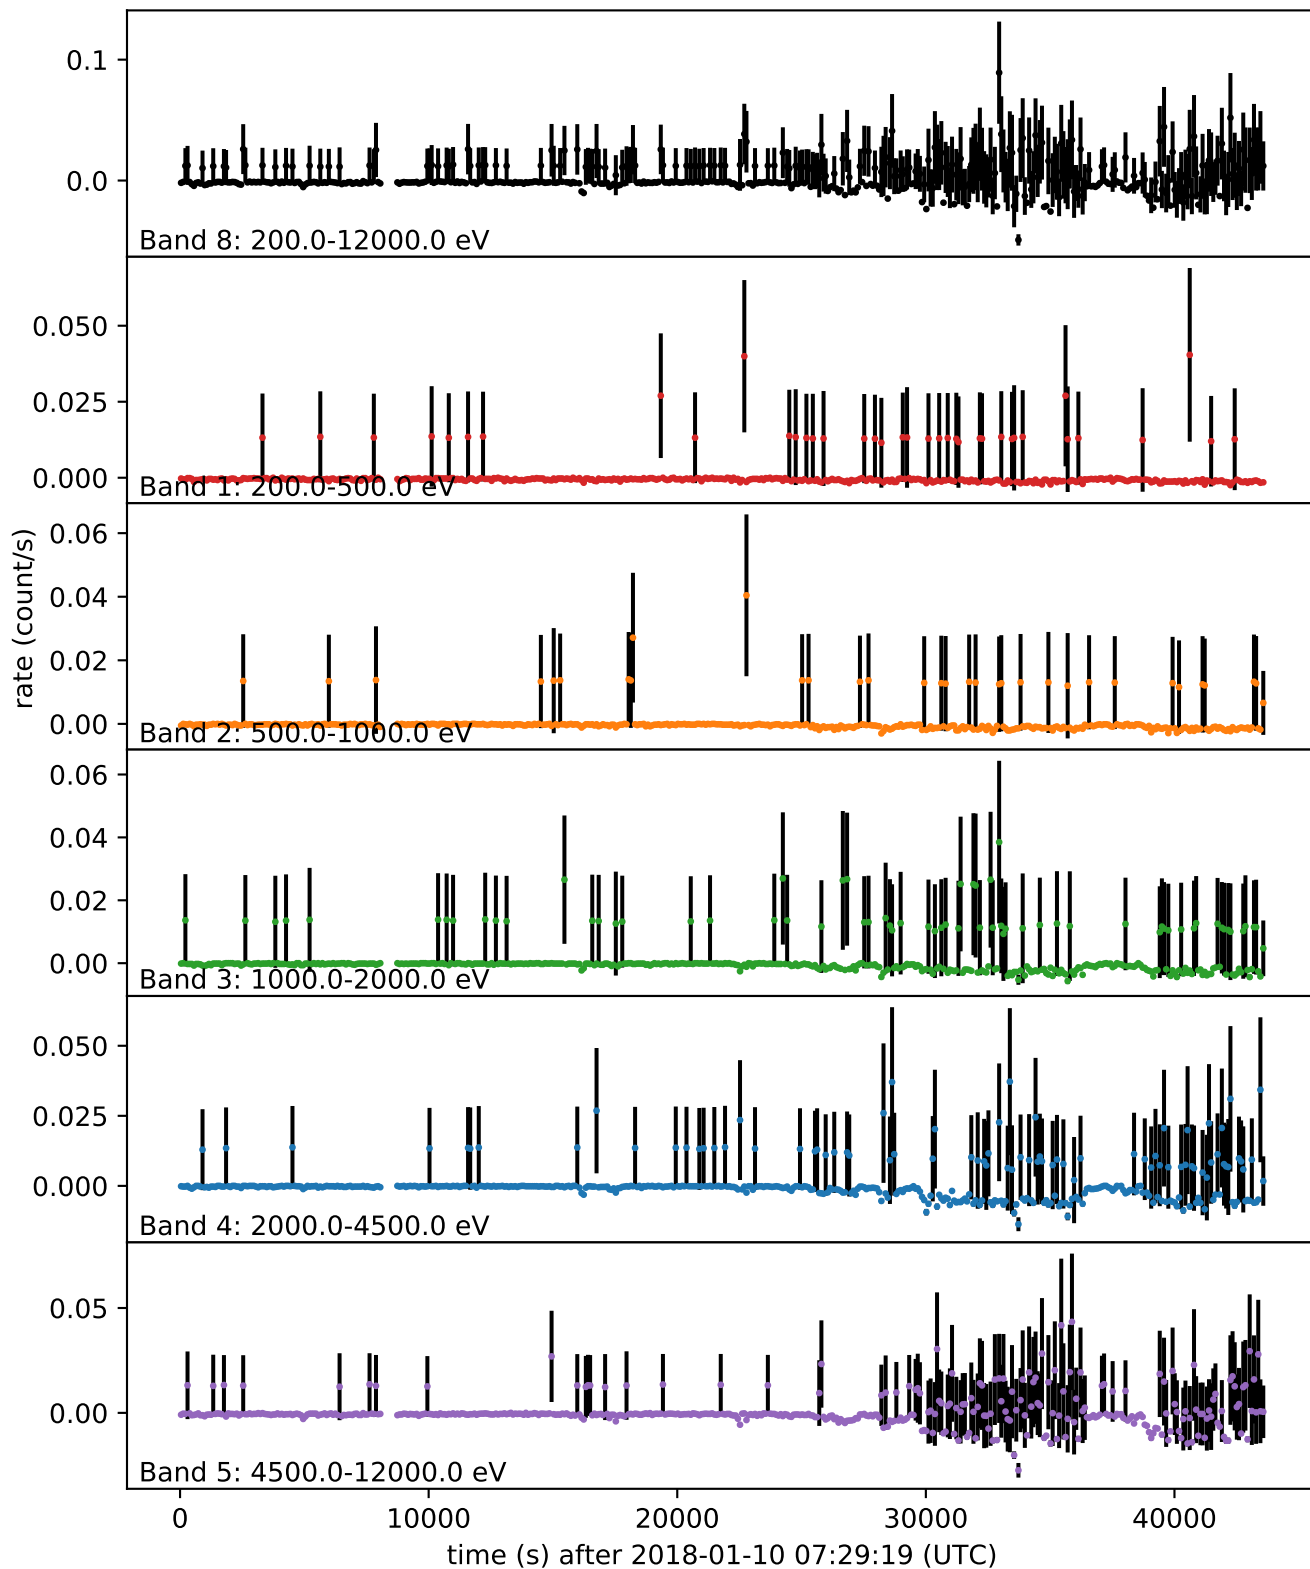 0.1
0.0
Band 8: 200.0-12000.0 eV
0.050
0.025
0.000
Band 1: 200.0-500.0 eV
rate (count/s)
0.06
0.04
0.02
0.00
Band 2: 500.0-1000.0 eV
0.06
0.04
0.02
0.00
Band 3: 1000.0-2000.0 eV
0.050
0.025
0.000
Band 4: 2000.0-4500.0 eV
0.05
0.00
Band 5: 4500.0-12000.0 eV
0 10000 20000 30000 40000
time (s) after 2018-01-10 07:29:19 (UTC)